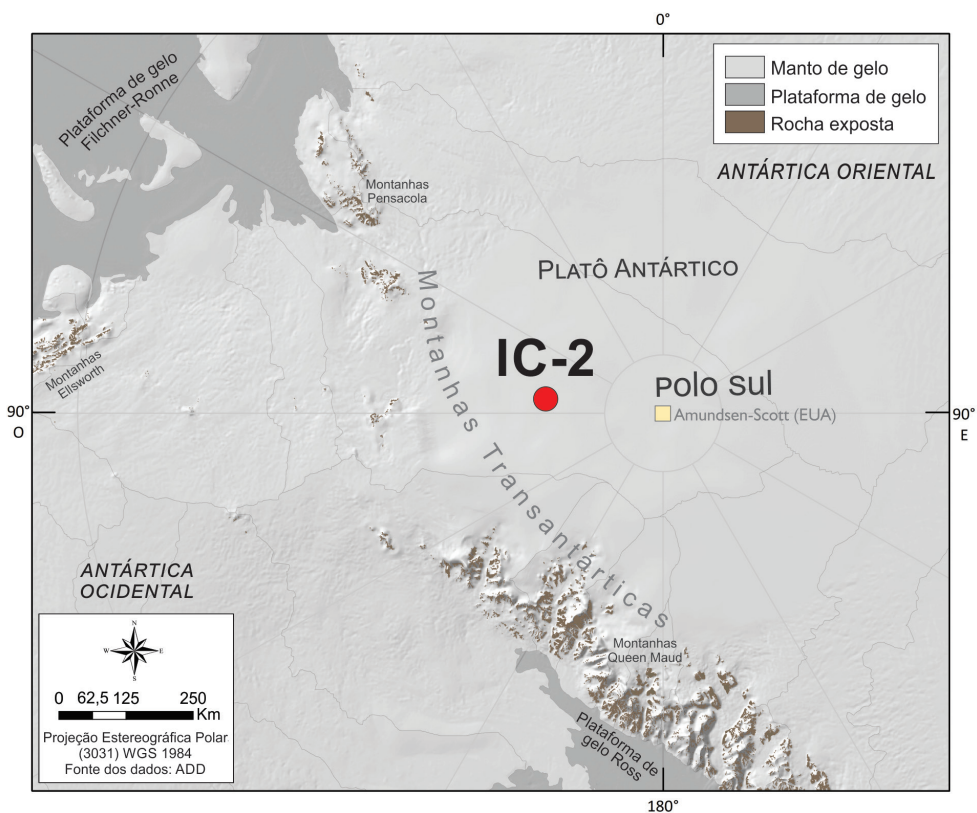 0°
Plataforma de gelo
Filchner-Ronne
Manto de gelo
Plataforma de gelo
Rocha exposta
ANTÁRTICA ORIENTAL
Montanhas
Pensacola
PLATÔ ANTÁRTICO
Montanhas Transantárticas
Montanhas
Ellsworth
IC-2
POLO SUL
Amundsen-Scott (EUA)
90°
O
90°
E
ANTÁRTICA
OCIDENTAL
Montanhas
Queen Maud
Plataforma de
gelo Ross
N
W E
S
0 62,5 125 250
Km
Projeção Estereográfica Polar
(3031) WGS 1984
Fonte dos dados: ADD
180°